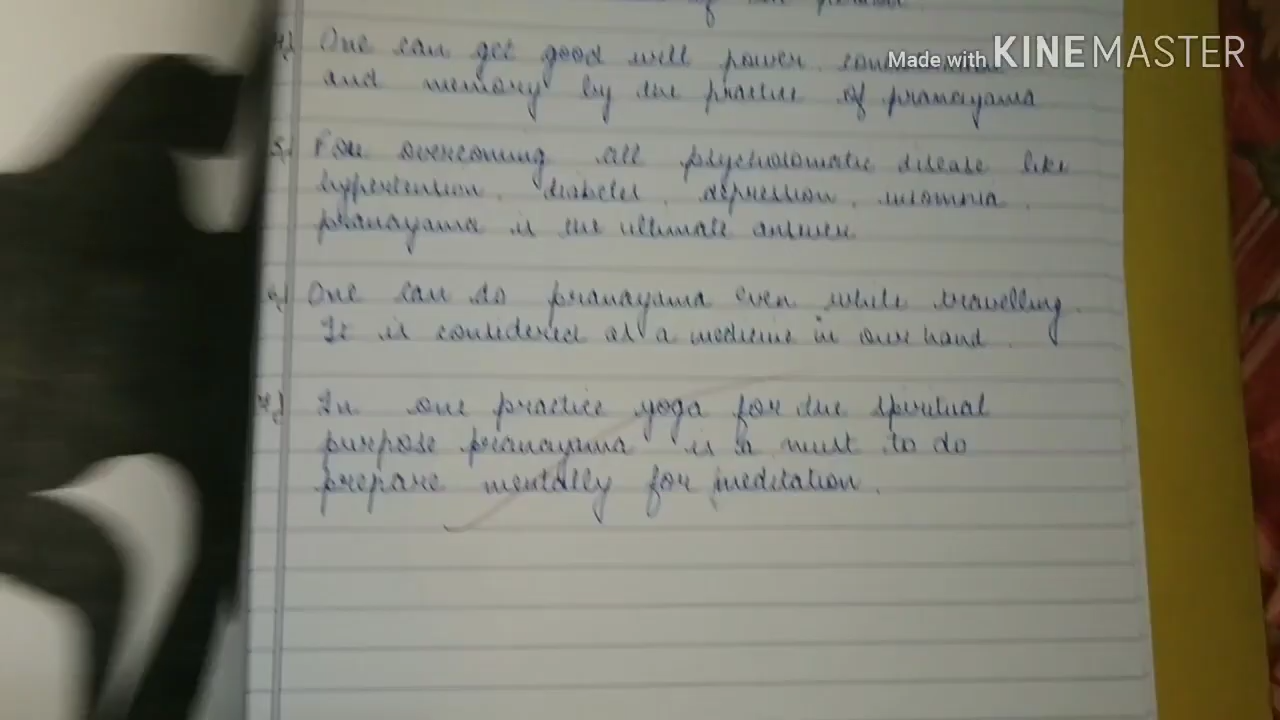 of the
4) One can get good will power
Made with KINEMASTER
and memory by the practice of pranayama
5) For overcoming all psychosomatic disease like
hypertension, diabetes, depression, insomnia,
pranayama is the ultimate answer
6) One can do pranayama even while travelling.
It is considered as a medicine in our hand.
7) In one practice yoga for the spiritual
purpose pranayama is a must to do
prepare mentally for meditation.